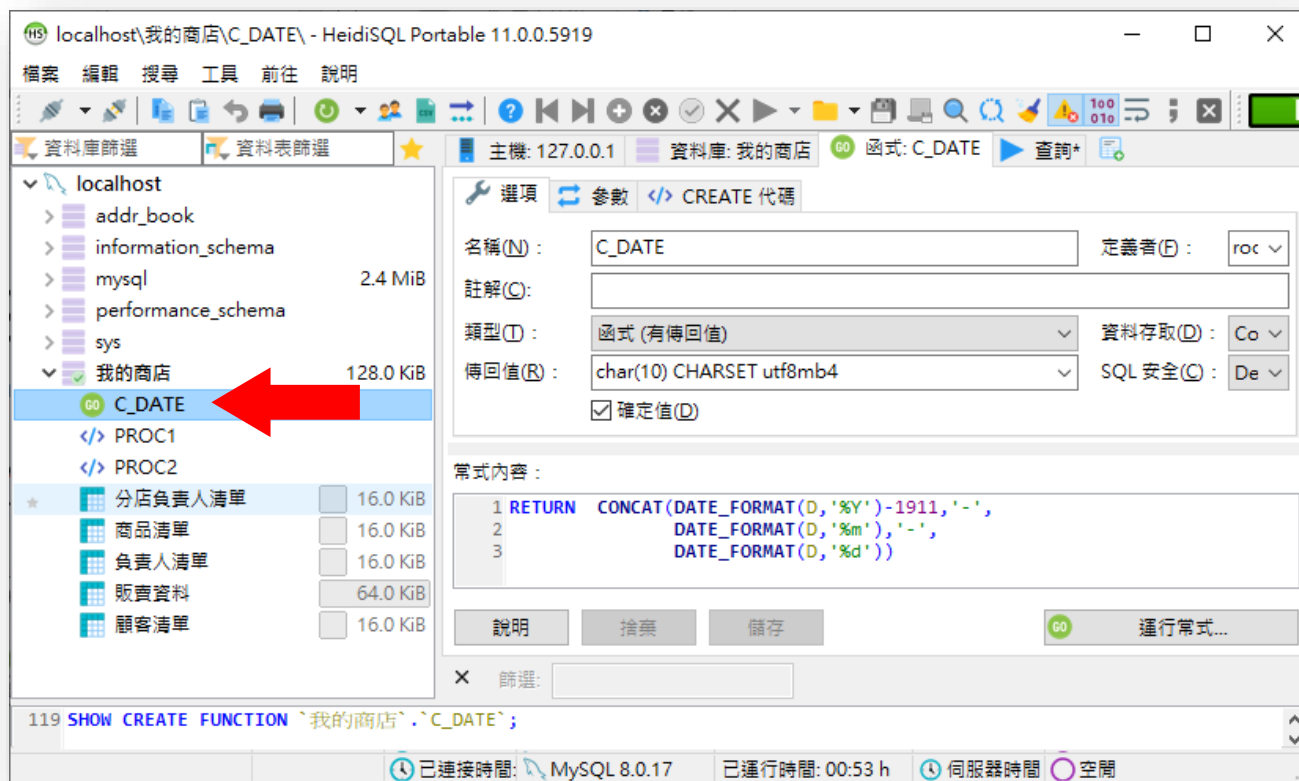 localhost\我的商店\C_DATE\ - HeidiSQL Portable 11.0.0.5919
檔案 編輯 搜尋 工具 前往 說明
資料庫篩選 資料表篩選
主機: 127.0.0.1 資料庫: 我的商店 函式: C_DATE 查詢*
localhost
addr_book
information_schema
mysql 2.4 MiB
performance_schema
sys
我的商店 128.0 KiB
C_DATE
PROC1
PROC2
分店負責人清單 16.0 KiB
商品清單 16.0 KiB
負責人清單 16.0 KiB
販賣資料 64.0 KiB
顧客清單 16.0 KiB
選項 參數 CREATE 代碼
名稱(N): C_DATE 定義者(F):
註解(C):
類型(T): 函式 (有傳回值) 資料存取(D): Co
傳回值(R): char(10) CHARSET utf8mb4 SQL 安全(C): De
確定值(D)
常式內容:
1 RETURN CONCAT(DATE_FORMAT(D,'%Y')-1911,'-',
2 DATE_FORMAT(D,'%m'),'-',
3 DATE_FORMAT(D,'%d'))
說明 捨棄 儲存 GO 運行常式...
篩選:
119 SHOW CREATE FUNCTION `我的商店`.`C_DATE`;
已連接時間: MySQL 8.0.17 已運行時間: 00:53 h 伺服器時間 空閒